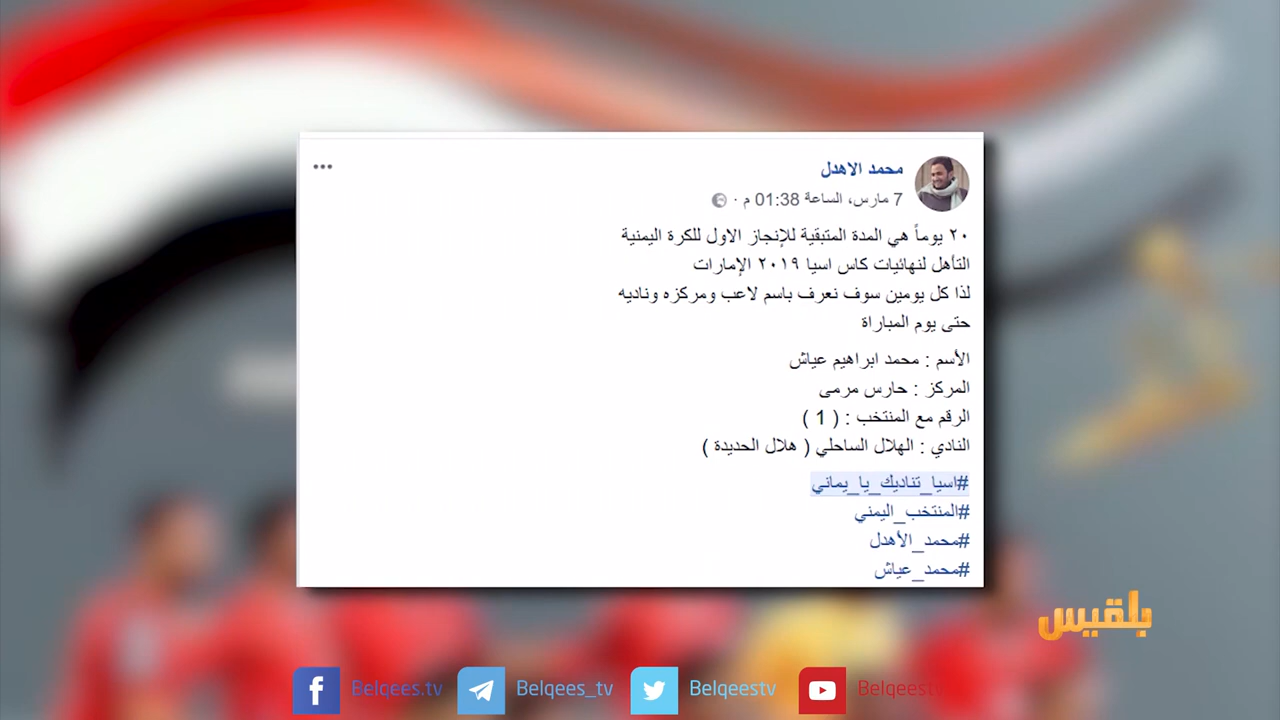 محمد الاهدل
7 مارس، الساعة 01:38 م ·
٢٠ يوماً هي المدة المتبقية للإنجاز الاول للكرة اليمنية
التأهل لنهائيات كاس اسيا ٢٠١٩ الإمارات
لذا كل يومين سوف نعرف باسم لاعب ومركزه وناديه
حتى يوم المباراة
الأسم : محمد ابراهيم عياش
المركز : حارس مرمى
الرقم مع المنتخب : ( 1 )
النادي : الهلال الساحلي ( هلال الحديدة )
#اسيا_تناديك_يا_يماني
#المنتخب_اليمني
#محمد_الأهدل
#محمد_عياش
بلقيس
Belqees.tv Belqees_tv Belqeestv Belqeestv